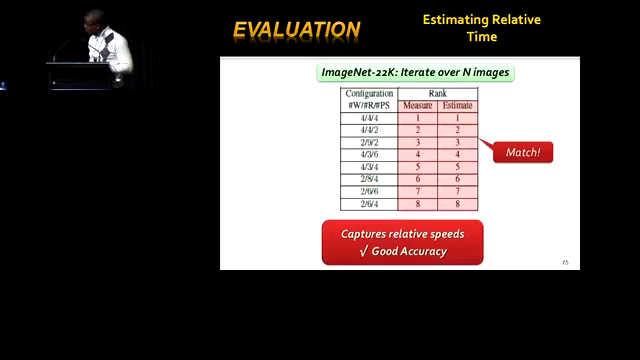 EVALUATION
Estimating Relative
Time
ImageNet-22K: Iterate over N images
Configuration Rank
#W/#R/#PS Measure Estimate
4/4/4 1 1
4/4/2 2 2
2/9/2 3 3
4/3/6 4 4
4/3/4 5 5
2/8/4 6 6
2/6/6 7 7
2/6/4 8 8
Match!
Captures relative speeds
√ Good Accuracy
15